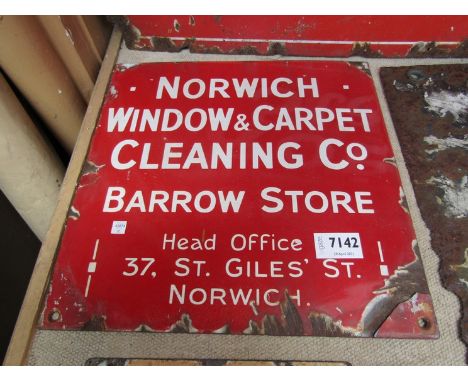 · NORWICH ·
WINDOW & CARPET
CLEANING CO.
BARROW STORE
Head Office
37, ST. GILES' ST.
NORWICH.
7142